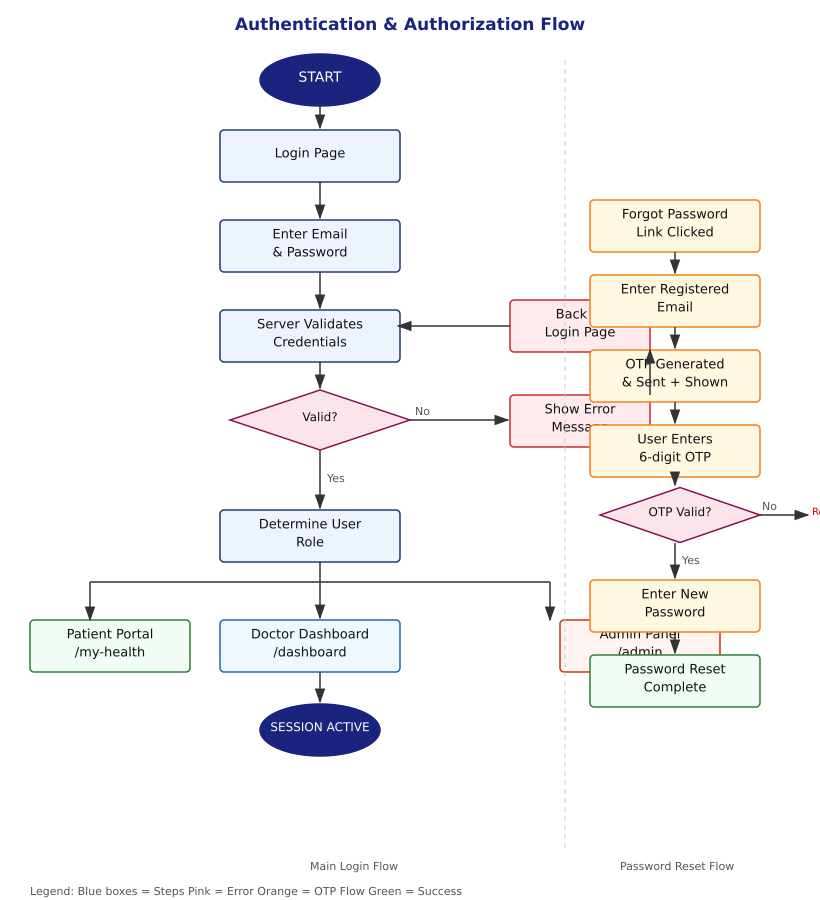 Authentication & Authorization Flow
START
Login Page
Enter Email
& Password
Server Validates
Credentials
Valid?
No
Yes
Back
Login Page
Show Error
Determine User
Role
Patient Portal
/my-health
Doctor Dashboard
/dashboard
Admin Panel
/admin
SESSION ACTIVE
Forgot Password
Link Clicked
Enter Registered
Email
OTP Generated
& Sent + Shown
User Enters
6-digit OTP
OTP Valid?
No
Yes
Enter New
Password
Password Reset
Complete
Main Login Flow
Password Reset Flow
Legend: Blue boxes = Steps Pink = Error Orange = OTP Flow Green = Success